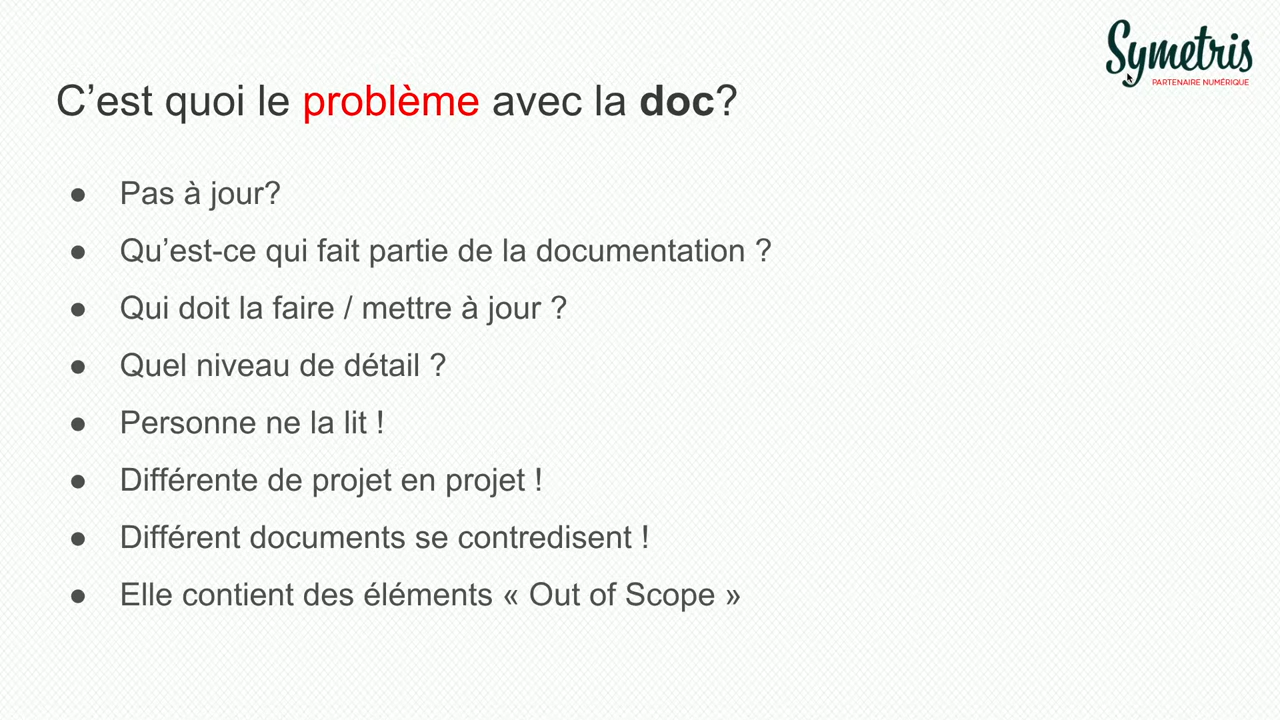 Symetris
PARTENAIRE NUMÉRIQUE
C’est quoi le problème avec la doc?
● Pas à jour?
● Qu’est-ce qui fait partie de la documentation ?
● Qui doit la faire / mettre à jour ?
● Quel niveau de détail ?
● Personne ne la lit !
● Différente de projet en projet !
● Différent documents se contredisent !
● Elle contient des éléments « Out of Scope »